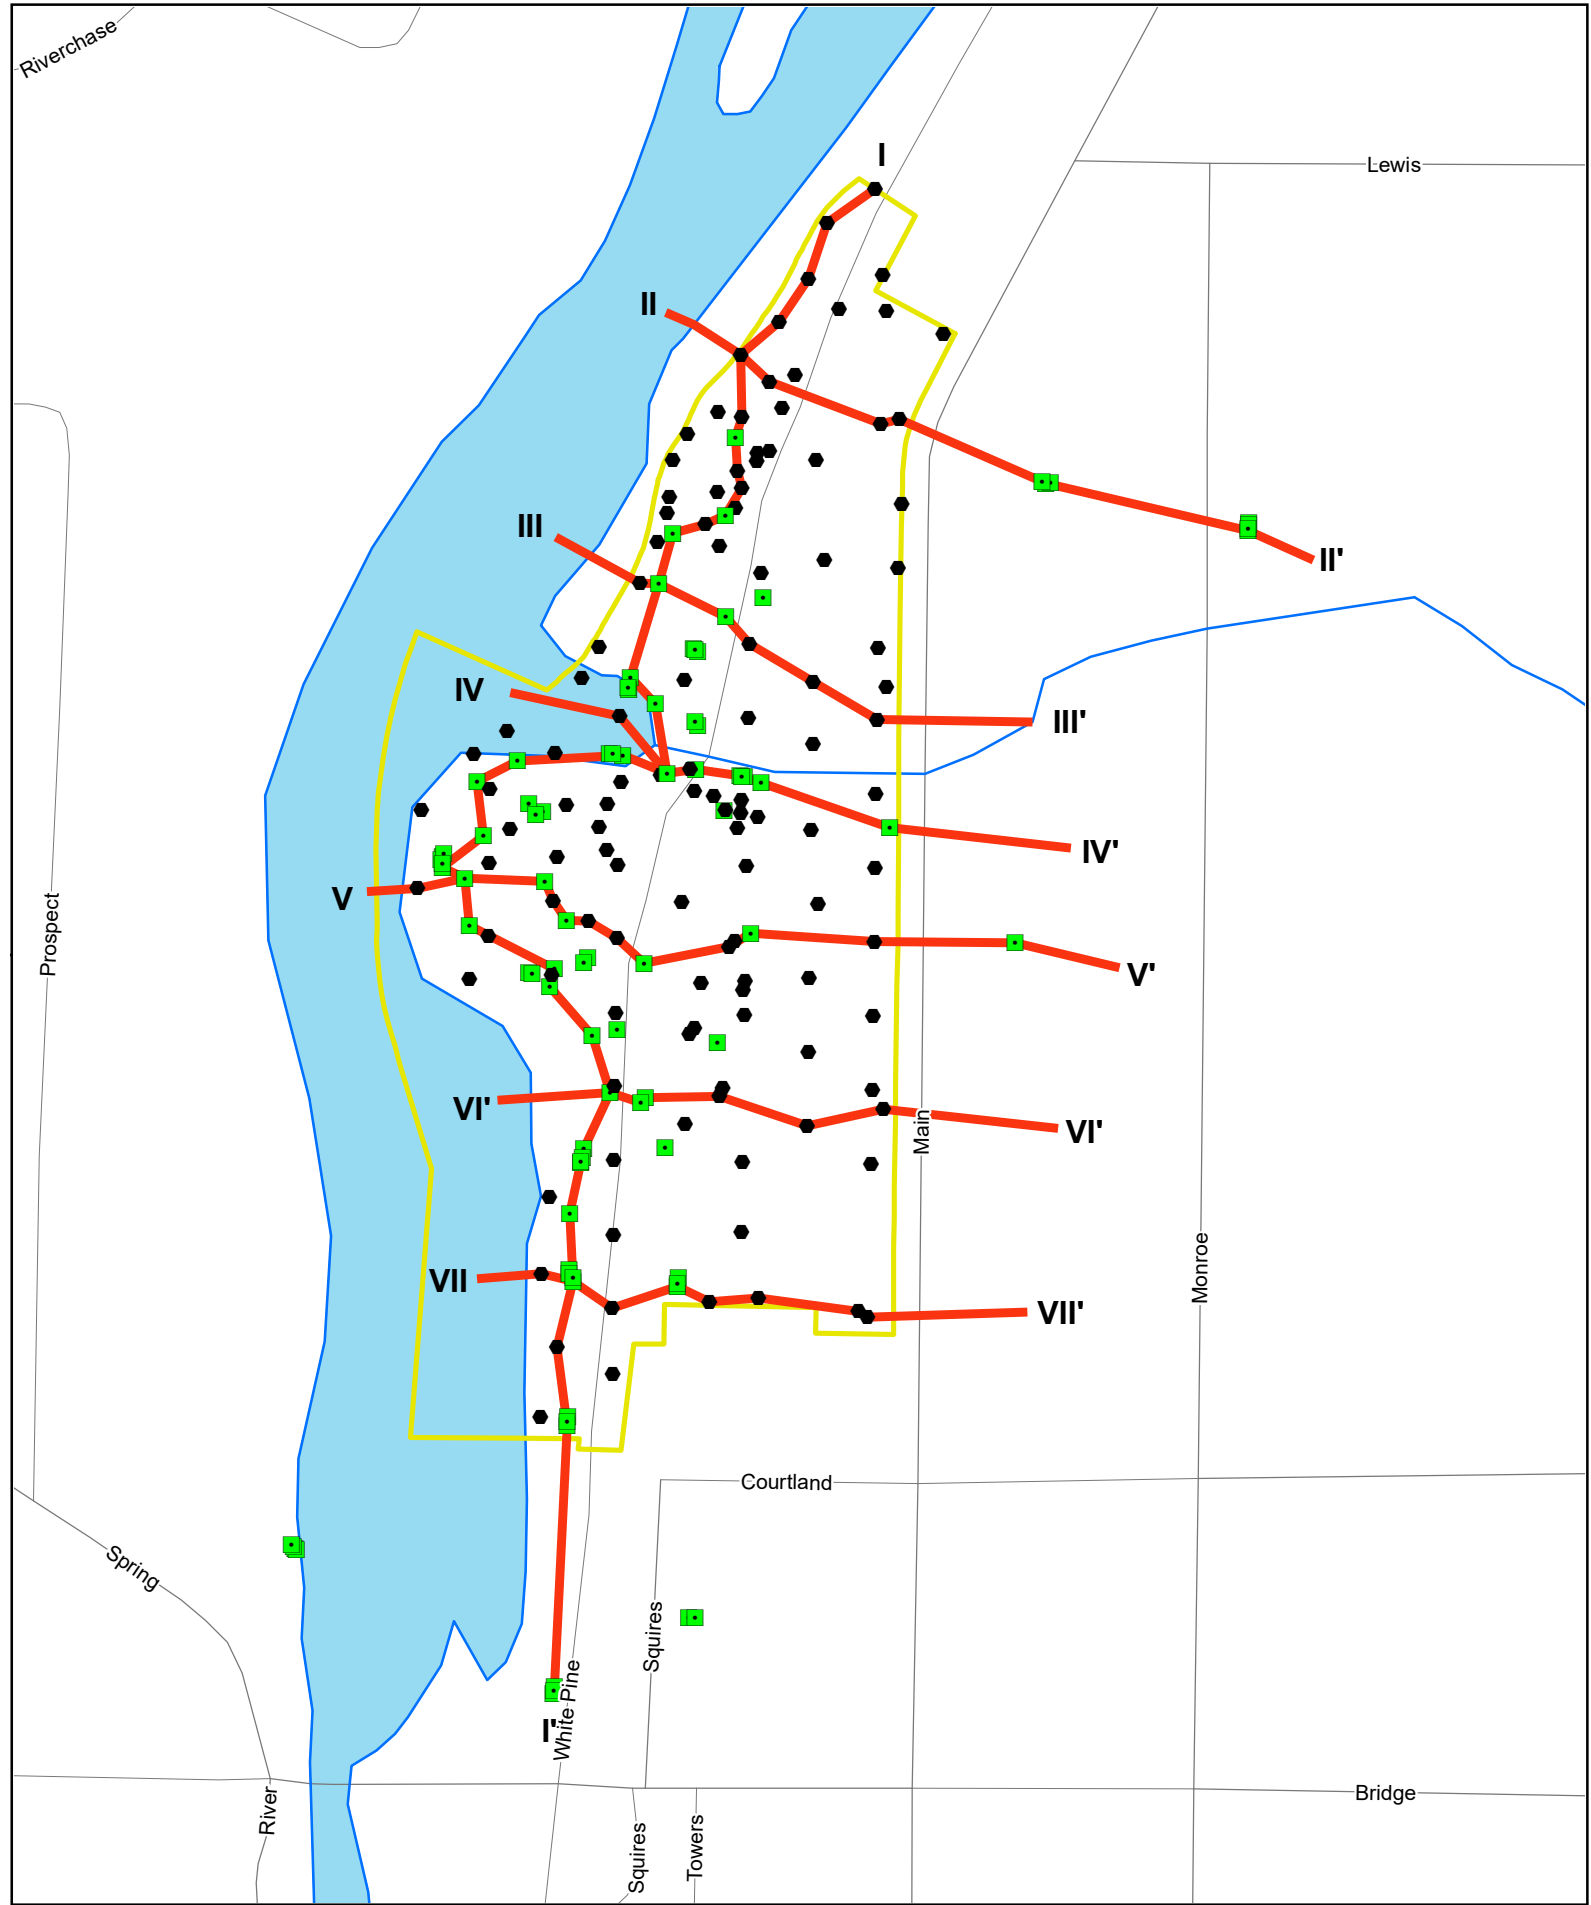 Riverchase
I
Lewis
II
III
II'
IV
III'
IV'
V
Prospect
V'
VI'
VI'
Main
Monroe
VII
VII'
Courtland
Spring
Squires
White Pine
I'
Bridge
River
Squires
Towers